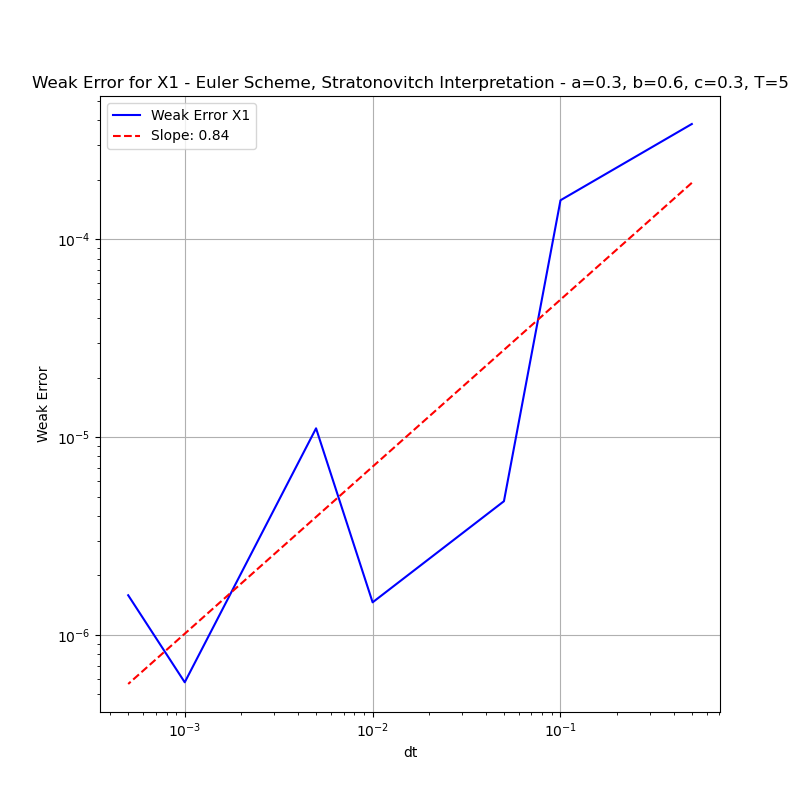 Weak Error for X1 - Euler Scheme, Stratonovitch Interpretation - a=0.3, b=0.6, c=0.3, T=5
Weak Error X1
Slope: 0.84
Weak Error
10⁻⁴
10⁻⁵
10⁻⁶
10⁻³
10⁻²
10⁻¹
dt